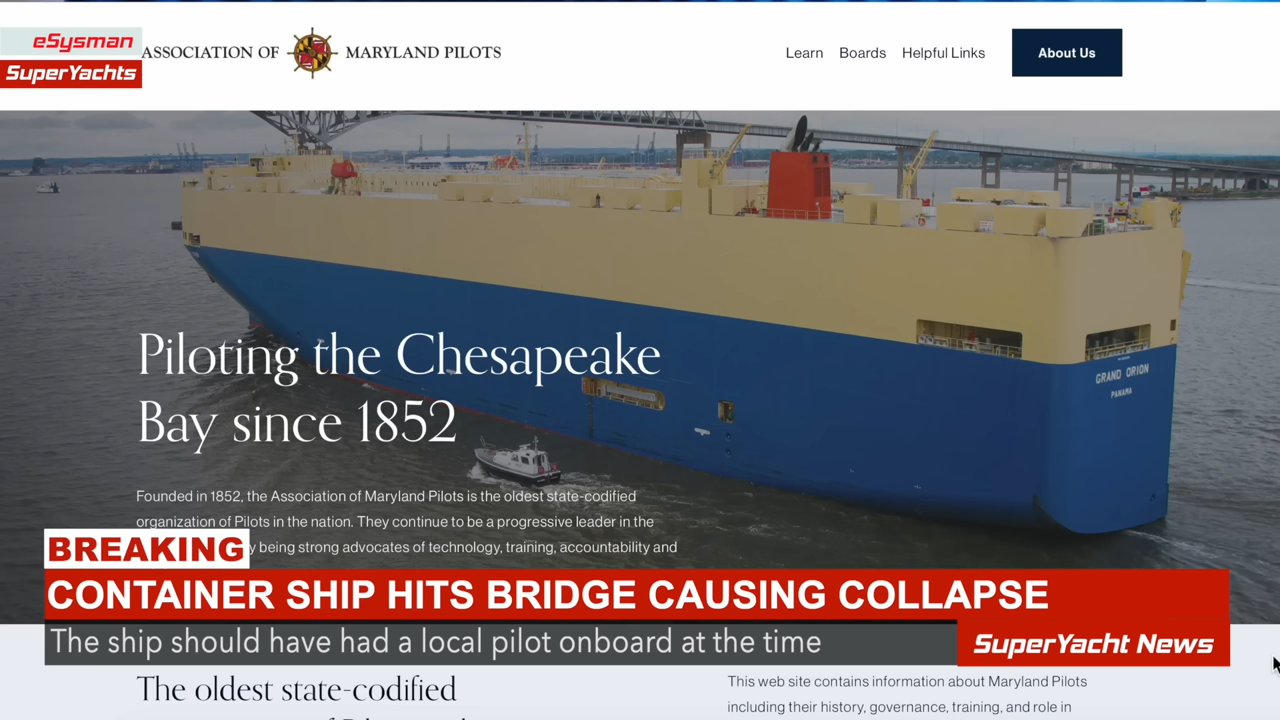 eSysman
SuperYachts
ASSOCIATION OF MARYLAND PILOTS
Learn Boards Helpful Links About Us
GRAND ORION
PANAMA
Piloting the Chesapeake
Bay since 1852
Founded in 1852, the Association of Maryland Pilots is the oldest state-codified
organization of Pilots in the nation. They continue to be a progressive leader in the
being strong advocates of technology, training, accountability and
BREAKING
CONTAINER SHIP HITS BRIDGE CAUSING COLLAPSE
The ship should have had a local pilot onboard at the time
SuperYacht News
The oldest state-codified
This web site contains information about Maryland Pilots
including their history, governance, training, and role in